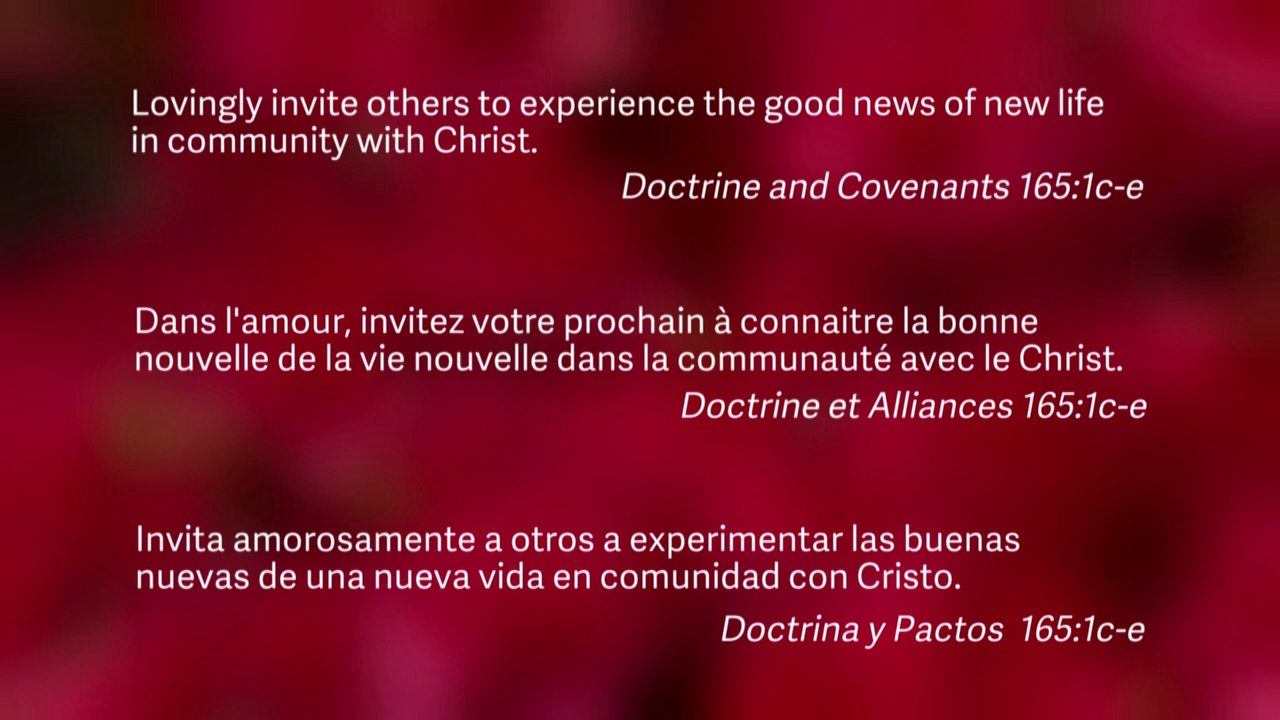 Lovingly invite others to experience the good news of new life
in community with Christ.
Doctrine and Covenants 165:1c-e
Dans l'amour, invitez votre prochain à connaitre la bonne
nouvelle de la vie nouvelle dans la communauté avec le Christ.
Doctrine et Alliances 165:1c-e
Invita amorosamente a otros a experimentar las buenas
nuevas de una nueva vida en comunidad con Cristo.
Doctrina y Pactos 165:1c-e